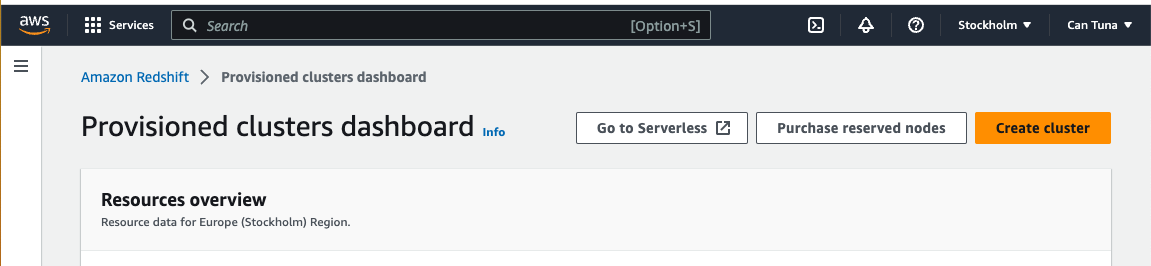 aws Services Search [Option+S] Stockholm Can Tuna
Amazon Redshift Provisioned clusters dashboard
Provisioned clusters dashboard Info Go to Serverless Purchase reserved nodes Create cluster
Resources overview
Resource data for Europe (Stockholm) Region.